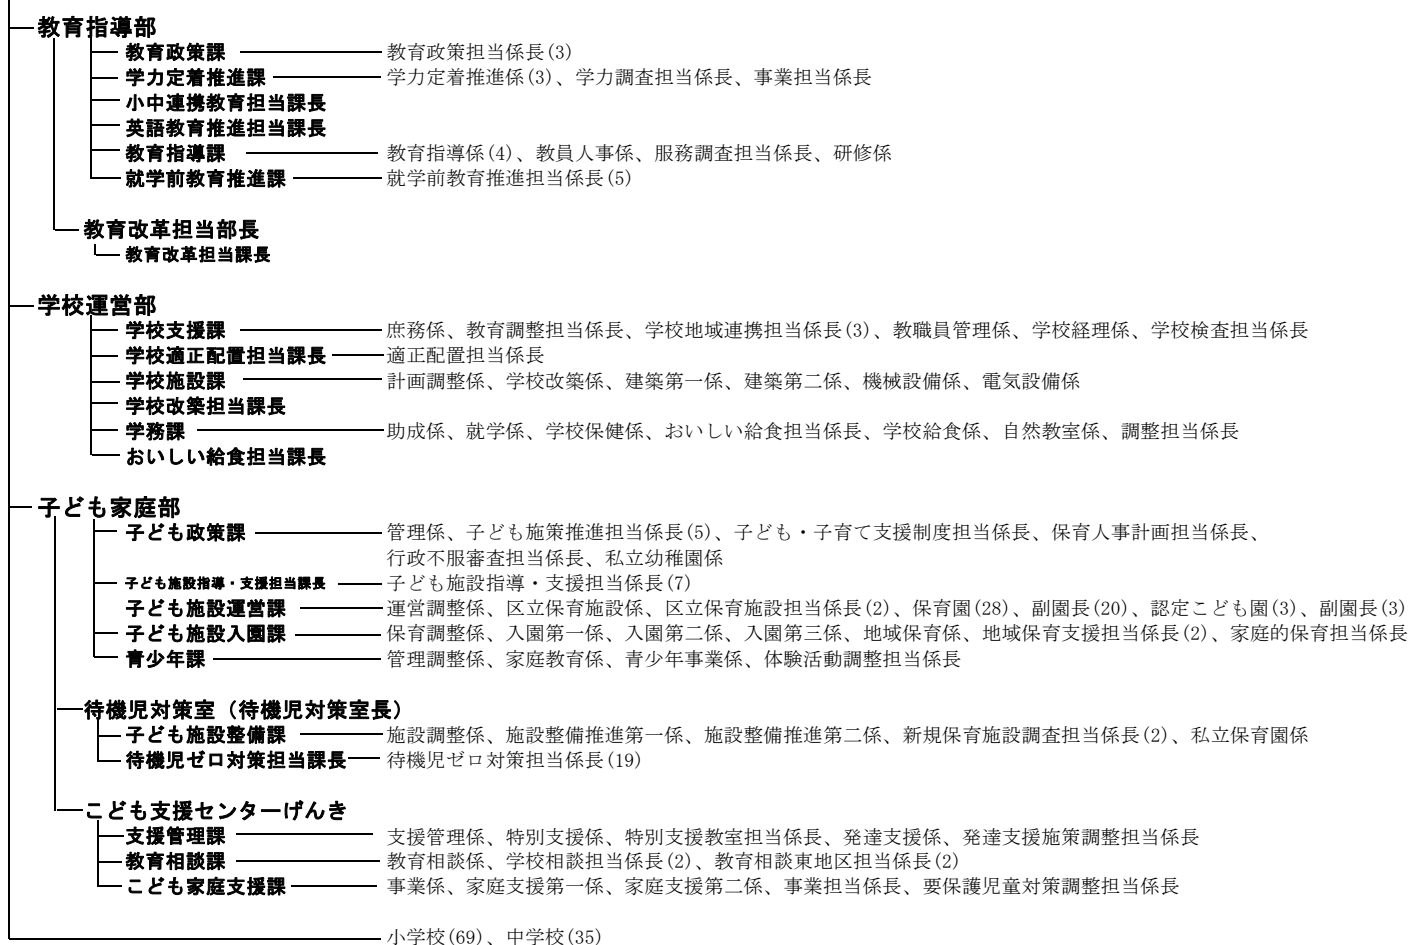 教育指導部
教育政策課 教育政策担当係長(3)
学力定着推進課 学力定着推進係(3)、学力調査担当係長、事業担当係長
小中連携教育担当課長
英語教育推進担当課長
教育指導課 教育指導係(4)、教員人事係、服務調査担当係長、研修係
就学前教育推進課 就学前教育推進担当係長(5)
教育改革担当部長
教育改革担当課長
学校運営部
学校支援課 庶務係、教育調整担当係長、学校地域連携担当係長(3)、教職員管理係、学校経理係、学校検査担当係長
学校適正配置担当課長 適正配置担当係長
学校施設課 計画調整係、学校改築係、建築第一係、建築第二係、機械設備係、電気設備係
学校改築担当課長
学務課 助成係、就学係、学校保健係、おいしい給食担当係長、学校給食係、自然教室係、調整担当係長
おいしい給食担当課長
子ども家庭部
子ども政策課 管理係、子ども施策推進担当係長(5)、子ども・子育て支援制度担当係長、保育人事計画担当係長、
行政不服審査担当係長、私立幼稚園係
子ども施設指導・支援担当課長 子ども施設指導・支援担当係長(7)
子ども施設運営課 運営調整係、区立保育施設係、区立保育施設担当係長(2)、保育園(28)、副園長(20)、認定こども園(3)、副園長(3)
子ども施設入園課 保育調整係、入園第一係、入園第二係、入園第三係、地域保育係、地域保育支援担当係長(2)、家庭的保育担当係長
青少年課 管理調整係、家庭教育係、青少年事業係、体験活動調整担当係長
待機児対策室（待機児対策室長）
子ども施設整備課 施設調整係、施設整備推進第一係、施設整備推進第二係、新規保育施設調査担当係長(2)、私立保育園係
待機児ゼロ対策担当課長 待機児ゼロ対策担当係長(19)
こども支援センターげんき
支援管理課 支援管理係、特別支援係、特別支援教室担当係長、発達支援係、発達支援施策調整担当係長
教育相談課 教育相談係、学校相談担当係長(2)、教育相談東地区担当係長(2)
こども家庭支援課 事業係、家庭支援第一係、家庭支援第二係、事業担当係長、要保護児童対策調整担当係長
小学校(69)、中学校(35)